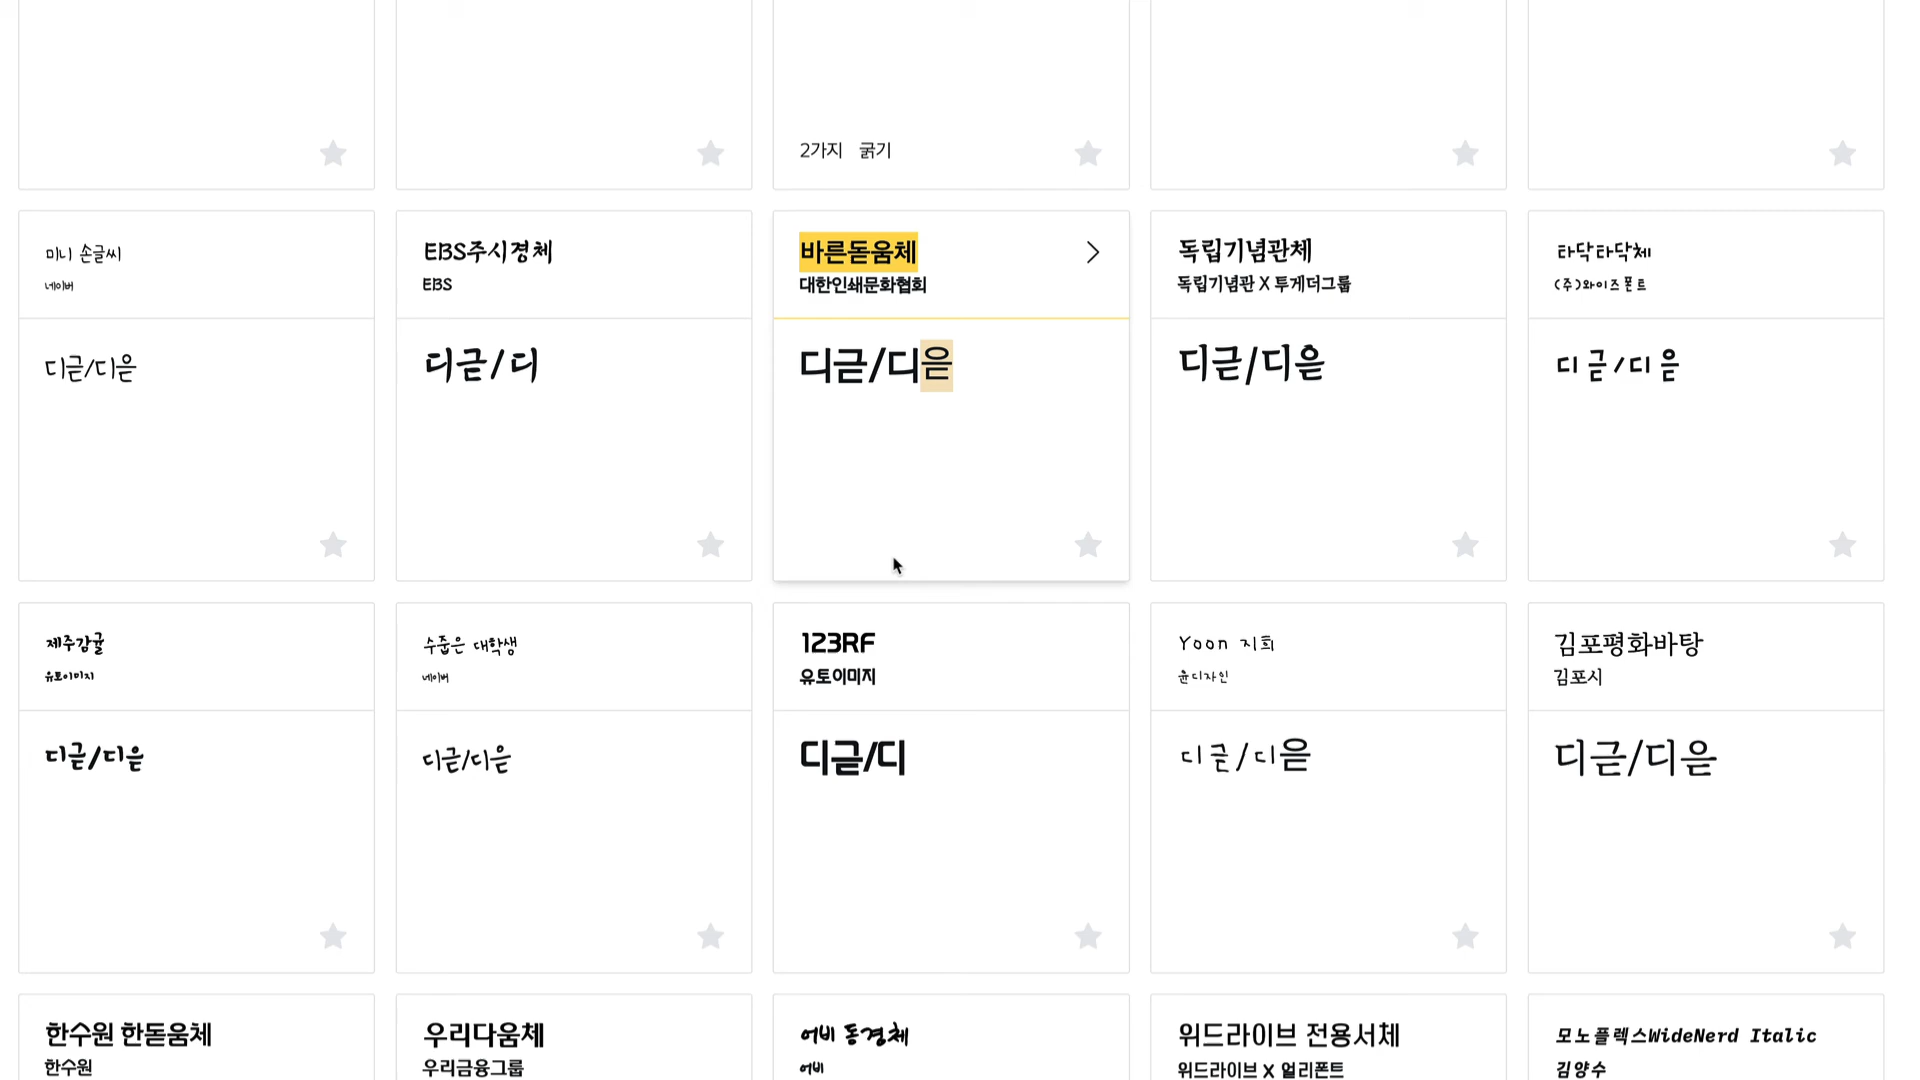 2가지 굵기
미니 손글씨
네이버
디귿/디읃
EBS주시경체
EBS
디귿/디
바른돋움체
대한인쇄문화협회
디귿/디읃
독립기념관체
독립기념관 X 투게더그룹
디귿/디읃
타닥타닥체
(주)와이즈폰트
디귿/디읃
제주감귤
유토이미지
디귿/디읃
수줍은 대학생
네이버
디귿/디읃
123RF
유토이미지
디귿/디
Yoon 지희
윤디자인
디귿/디읃
김포평화바탕
김포시
디귿/디읃
한수원 한돋움체
한수원
우리다움체
우리금융그룹
어비 동경체
어비
위드라이브 전용서체
위드라이브 X 얼리폰트
모노플렉스WideNerd Italic
김양수